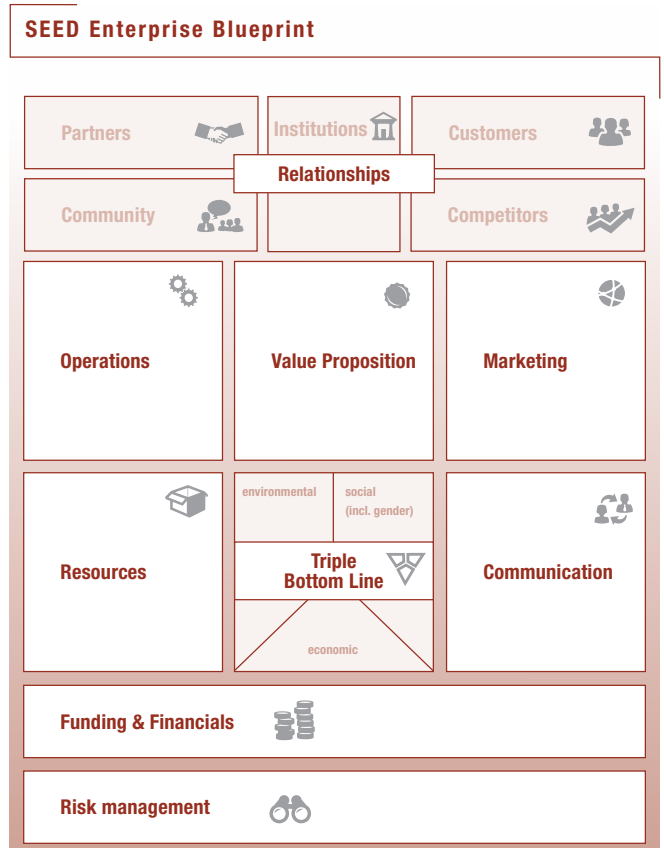 SEED Enterprise Blueprint
Partners
Institutions
Customers
Relationships
Community
Competitors
Operations
Value Proposition
Marketing
Resources
environmental
social
(incl. gender)
Triple
Bottom Line
economic
Communication
Funding & Financials
Risk management